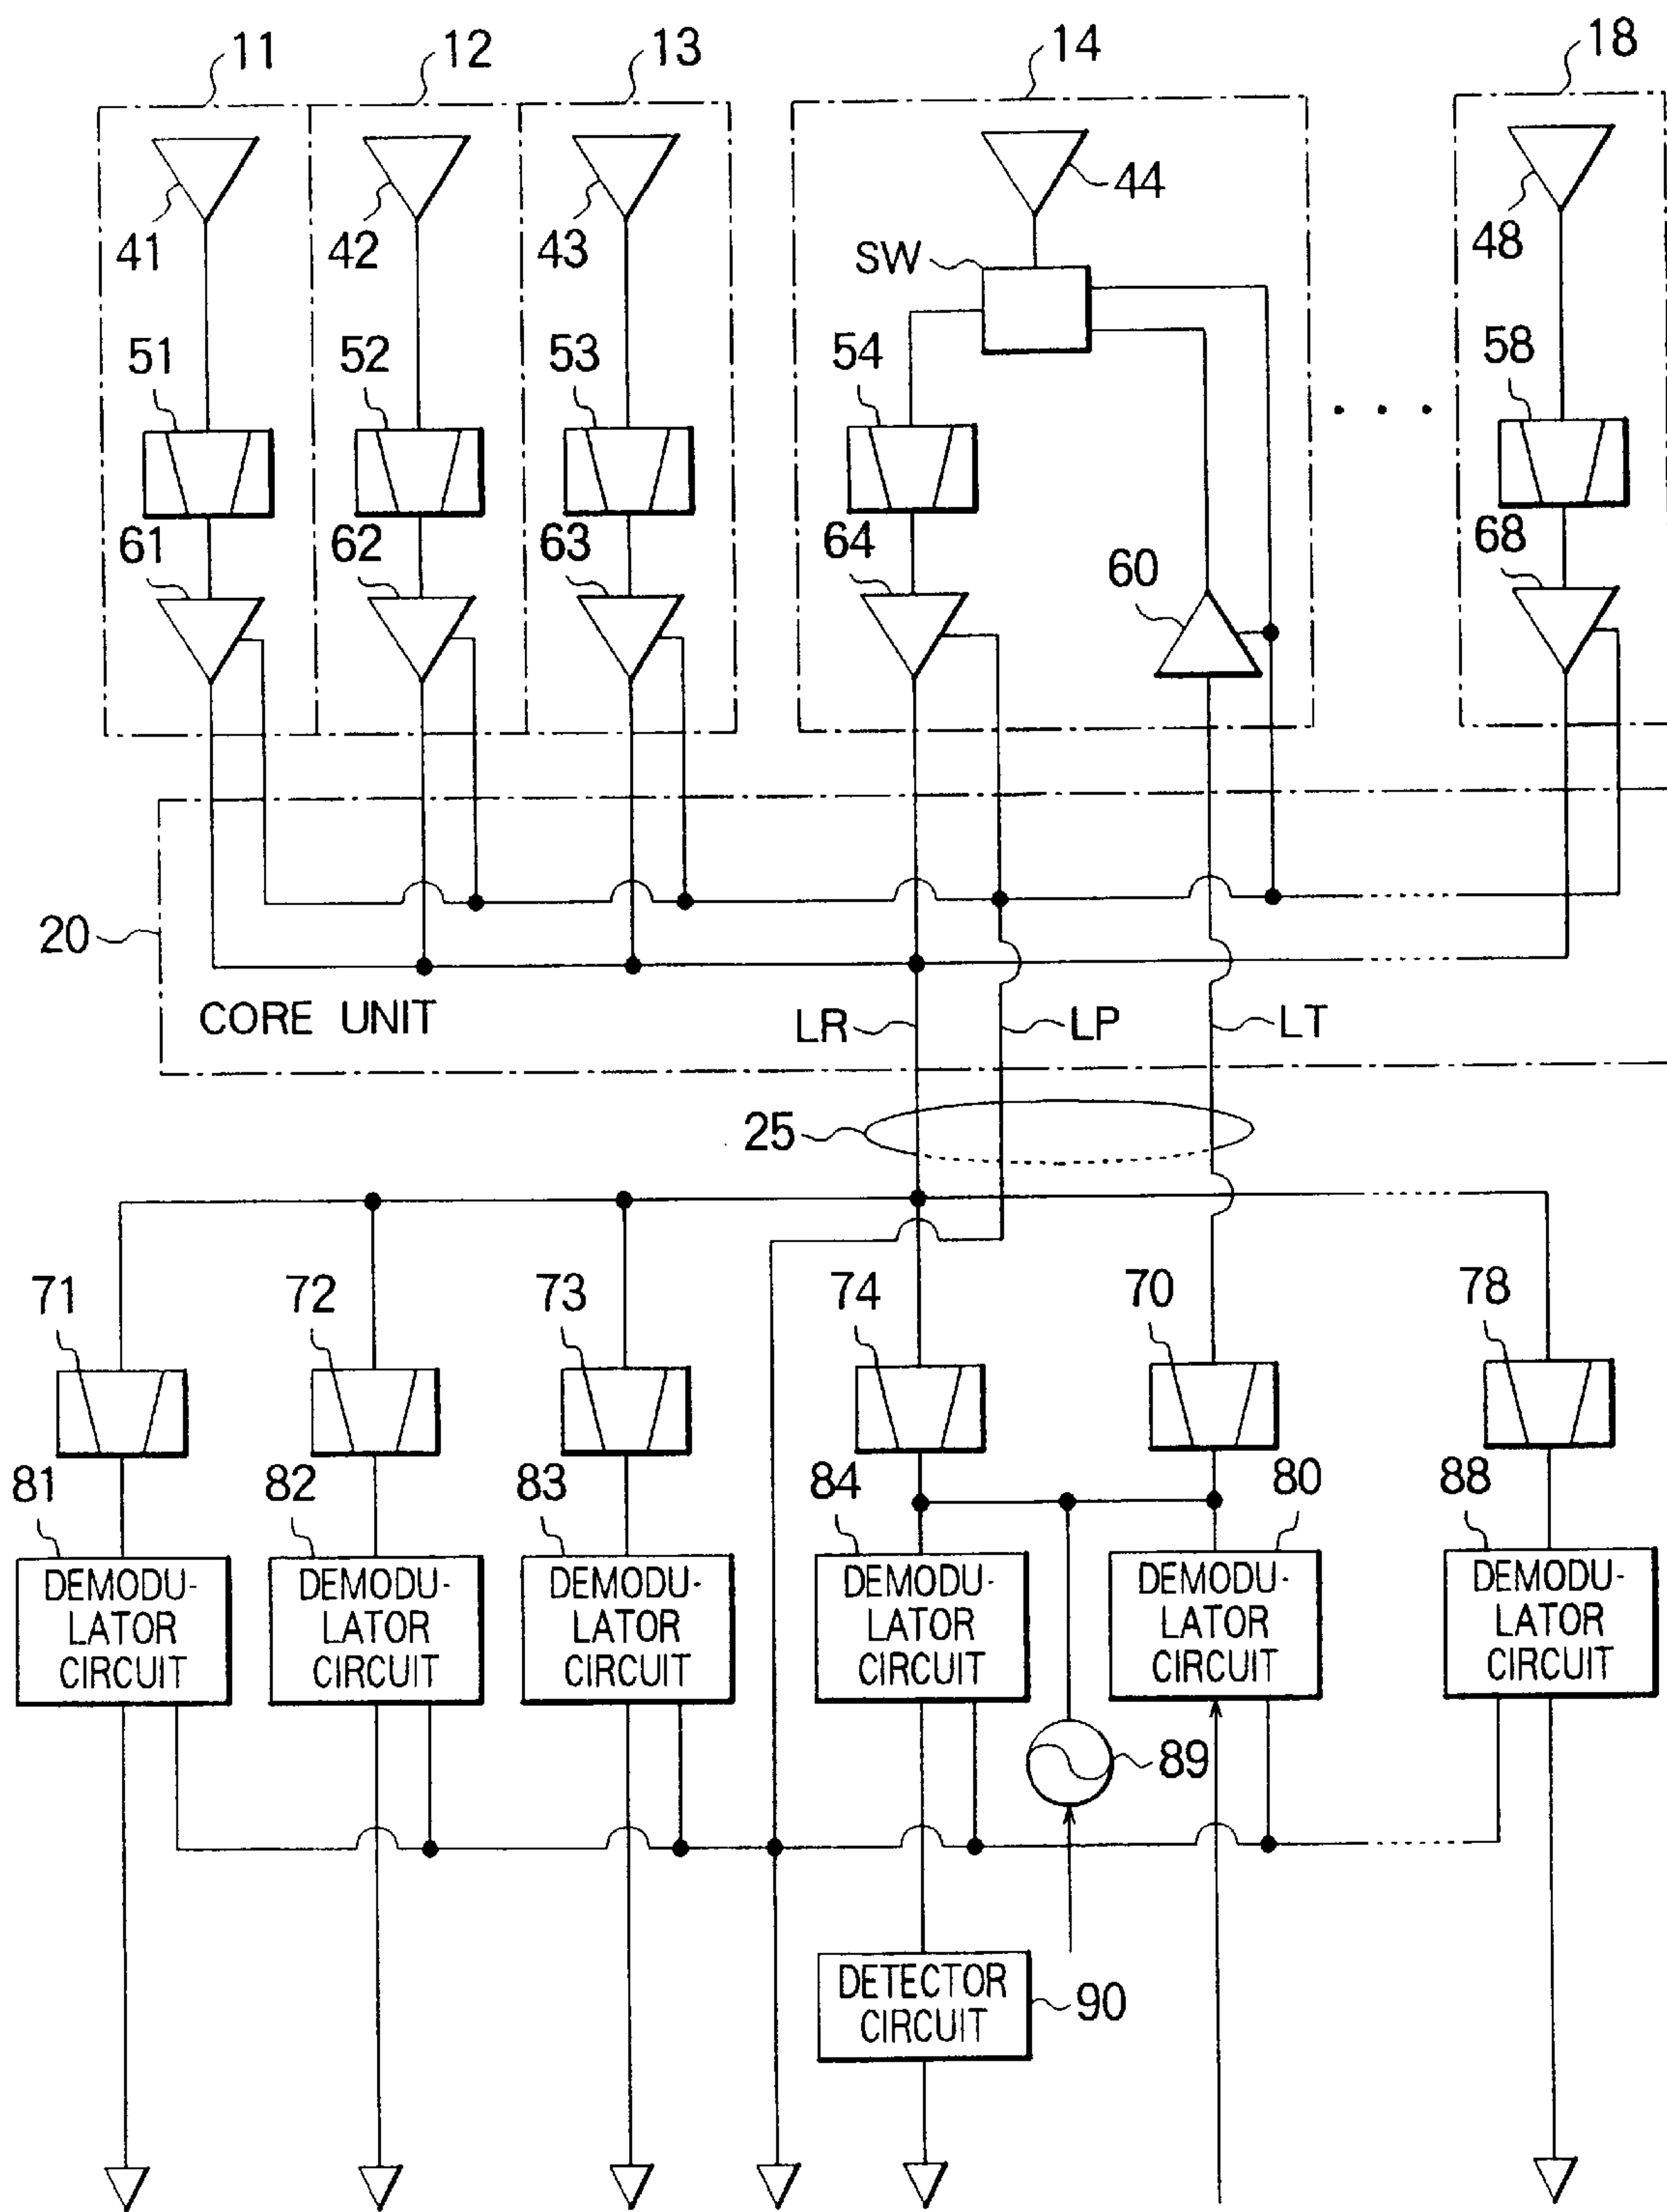 11 12 13 14 18
41 42 43 44 48
SW
51 52 53 54 58
61 62 63 64 60 68
20
CORE UNIT LR LP LT
25
71 72 73 74 70 78
81 82 83 84 80 88
DEMODU- DEMODU- DEMODU- DEMODU- DEMODU- DEMODU-
LATOR LATOR LATOR LATOR LATOR LATOR
CIRCUIT CIRCUIT CIRCUIT CIRCUIT CIRCUIT CIRCUIT
89
DETECTOR
CIRCUIT
90